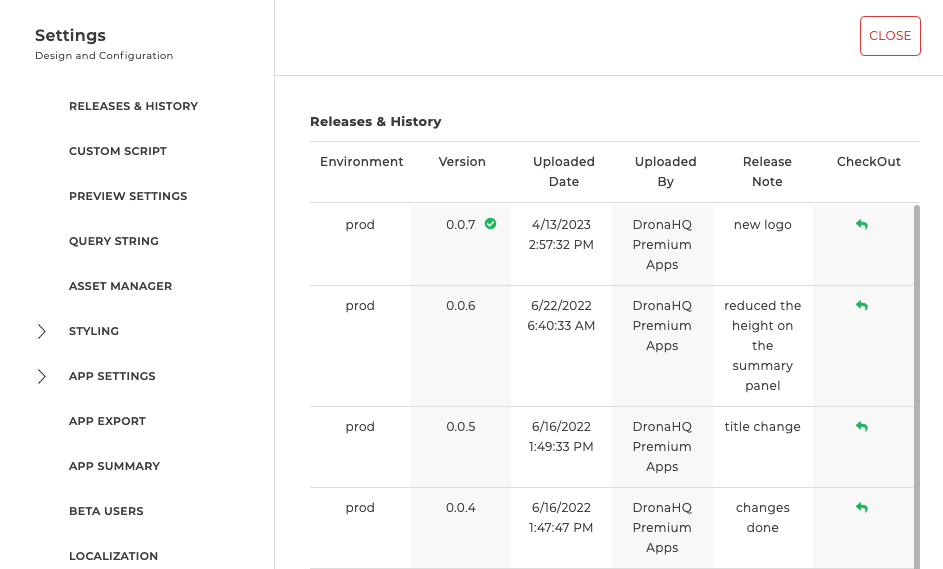 Settings
Design and Configuration
RELEASES & HISTORY
CUSTOM SCRIPT
PREVIEW SETTINGS
QUERY STRING
ASSET MANAGER
STYLING
APP SETTINGS
APP EXPORT
APP SUMMARY
BETA USERS
LOCALIZATION
CLOSE
Releases & History
Environment Version Uploaded Date Uploaded By Release Note CheckOut
prod 0.0.7 4/13/2023 2:57:32 PM DronaHQ Premium Apps new logo
prod 0.0.6 6/22/2022 6:40:33 AM DronaHQ Premium Apps reduced the height on the summary panel
prod 0.0.5 6/16/2022 1:49:33 PM DronaHQ Premium Apps title change
prod 0.0.4 6/16/2022 1:47:47 PM DronaHQ Premium Apps changes done